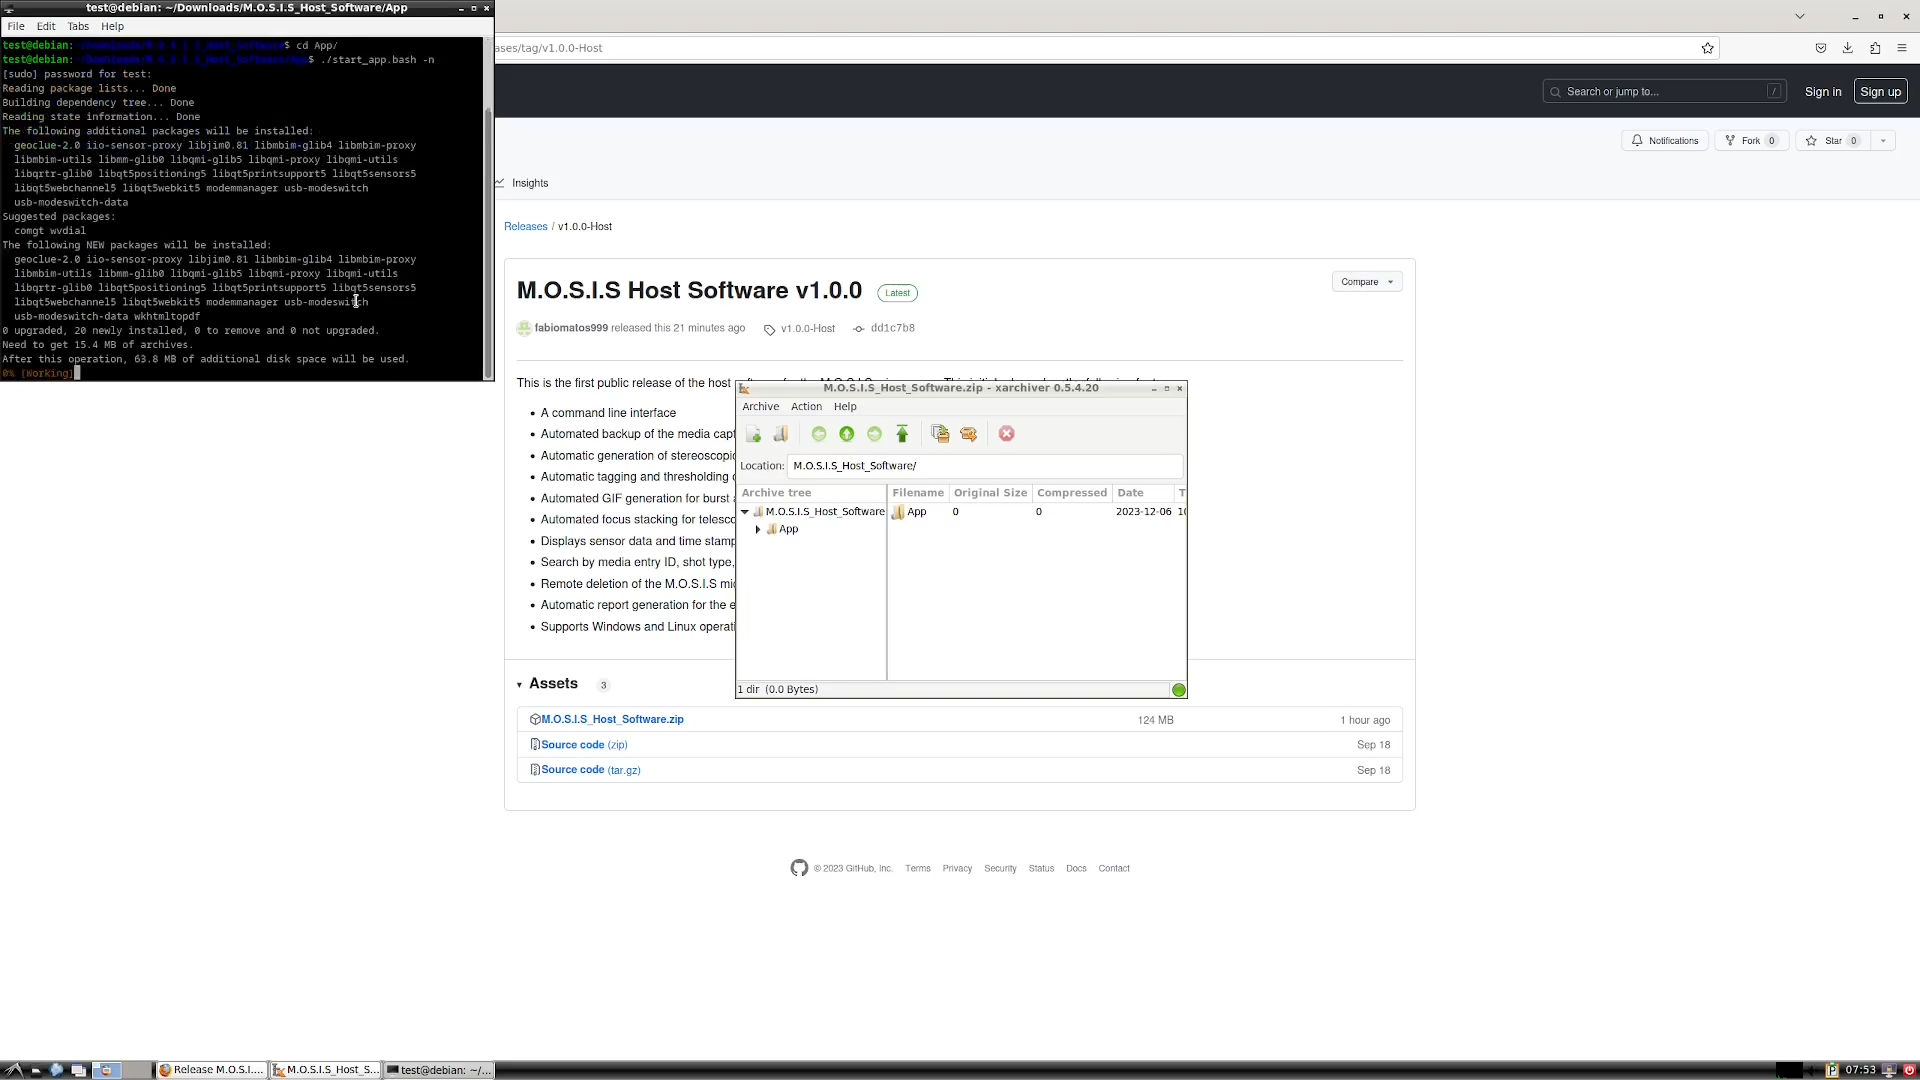 test@debian: ~/Downloads/M.O.S.I.S_Host_Software/App
File Edit Tabs Help
test@debian: ~/Downloads/M.O.S.I.S_Host_Software$ cd App/
test@debian: ~/Downloads/M.O.S.I.S_Host_Software/App$ ./start_app.bash -n
[sudo] password for test:
Reading package lists... Done
Building dependency tree... Done
Reading state information... Done
The following additional packages will be installed:
geoclue-2.0 iio-sensor-proxy libjim0.81 libmbim-glib4 libmbim-proxy
libmbim-utils libmm-glib0 libqmi-glib5 libqmi-proxy libqmi-utils
libqrtr-glib0 libqt5positioning5 libqt5printsupport5 libqt5sensors5
libqt5webchannel5 libqt5webkit5 modemmanager usb-modeswitch
usb-modeswitch-data
Suggested packages:
comgt wvdial
The following NEW packages will be installed:
geoclue-2.0 iio-sensor-proxy libjim0.81 libmbim-glib4 libmbim-proxy
libmbim-utils libmm-glib0 libqmi-glib5 libqmi-proxy libqmi-utils
libqrtr-glib0 libqt5positioning5 libqt5printsupport5 libqt5sensors5
libqt5webchannel5 libqt5webkit5 modemmanager usb-modeswitch
usb-modeswitch-data wkhtmltopdf
0 upgraded, 20 newly installed, 0 to remove and 0 not upgraded.
Need to get 15.4 MB of archives.
After this operation, 63.8 MB of additional disk space will be used.
0% [Working]
ases/tag/v1.0.0-Host
Search or jump to... /
Sign in
Sign up
Notifications
Fork 0
Star 0
Insights
Releases / v1.0.0-Host
M.O.S.I.S Host Software v1.0.0 Latest
Compare
fabiomatos999 released this 21 minutes ago v1.0.0-Host dd1c7b8
This is the first public release of the host
A command line interface
Automated backup of the media capt
Automatic generation of stereoscopic
Automatic tagging and thresholding
Automated GIF generation for burst
Automated focus stacking for telesc
Displays sensor data and time stamp
Search by media entry ID, shot type,
Remote deletion of the M.O.S.I.S mi
Automatic report generation for the e
Supports Windows and Linux operati
M.O.S.I.S_Host_Software.zip - xarchiver 0.5.4.20
Archive Action Help
Location: M.O.S.I.S_Host_Software/
Archive tree
Filename Original Size Compressed Date T
M.O.S.I.S_Host_Software
App
App 0 0 2023-12-06 10
1 dir (0.0 Bytes)
Assets 3
M.O.S.I.S_Host_Software.zip 124 MB 1 hour ago
Source code (zip) Sep 18
Source code (tar.gz) Sep 18
© 2023 GitHub, Inc. Terms Privacy Security Status Docs Contact
Release M.O.S.I....
M.O.S.I.S_Host_S...
test@debian: ~/...
07:53